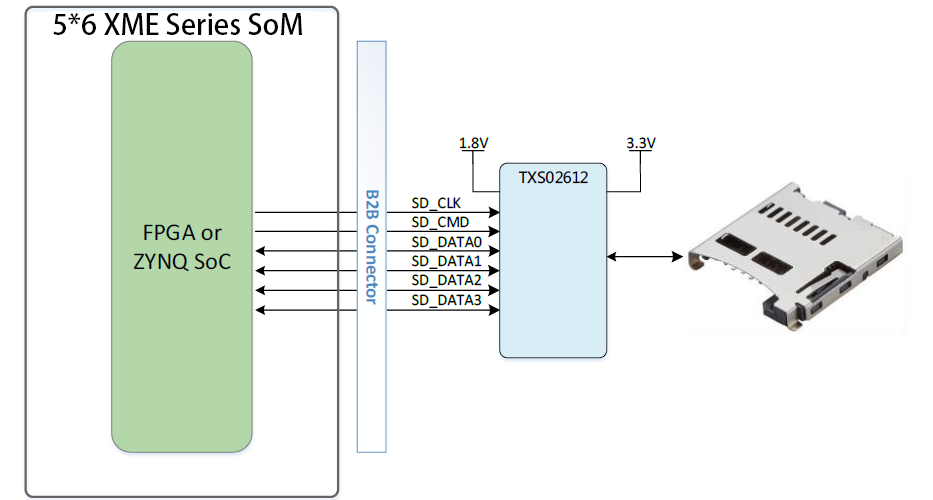 5*6 XME Series SoM
FPGA or
ZYNQ SoC
B2B Connector
1.8V
3.3V
TXS02612
SD_CLK
SD_CMD
SD_DATA0
SD_DATA1
SD_DATA2
SD_DATA3